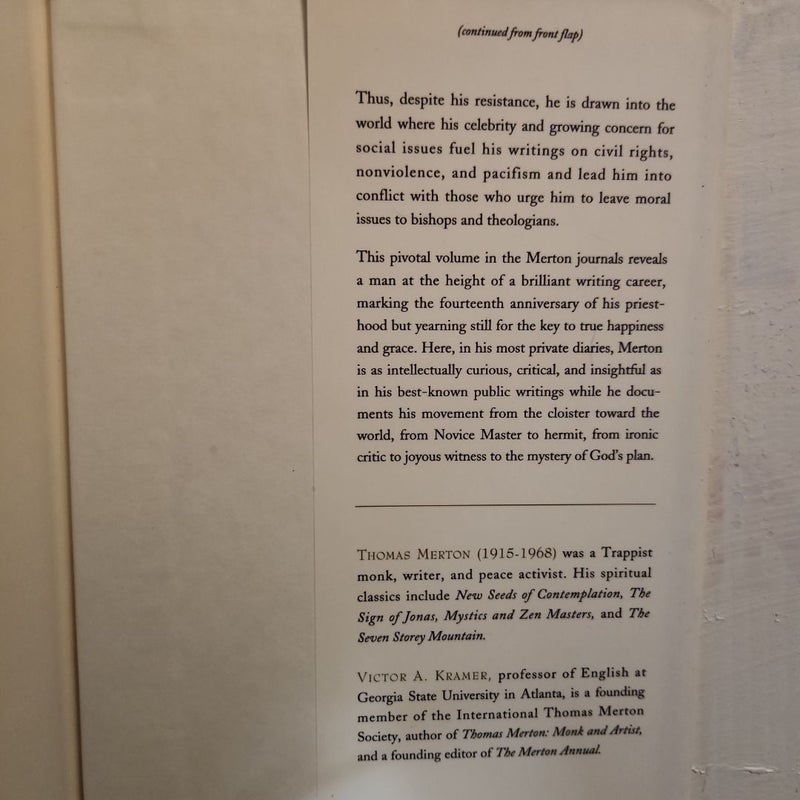 (continued from front flap)
Thus, despite his resistance, he is drawn into the
world where his celebrity and growing concern for
social issues fuel his writings on civil rights,
nonviolence, and pacifism and lead him into
conflict with those who urge him to leave moral
issues to bishops and theologians.
This pivotal volume in the Merton journals reveals
a man at the height of a brilliant writing career,
marking the fourteenth anniversary of his priest-
hood but yearning still for the key to true happiness
and grace. Here, in his most private diaries, Merton
is as intellectually curious, critical, and insightful as
in his best-known public writings while he docu-
ments his movement from the cloister toward the
world, from Novice Master to hermit, from ironic
critic to joyous witness to the mystery of God's plan.
THOMAS MERTON (1915-1968) was a Trappist
monk, writer, and peace activist. His spiritual
classics include New Seeds of Contemplation, The
Sign of Jonas, Mystics and Zen Masters, and The
Seven Storey Mountain.
VICTOR A. KRAMER, professor of English at
Georgia State University in Atlanta, is a founding
member of the International Thomas Merton
Society, author of Thomas Merton: Monk and Artist,
and a founding editor of The Merton Annual.